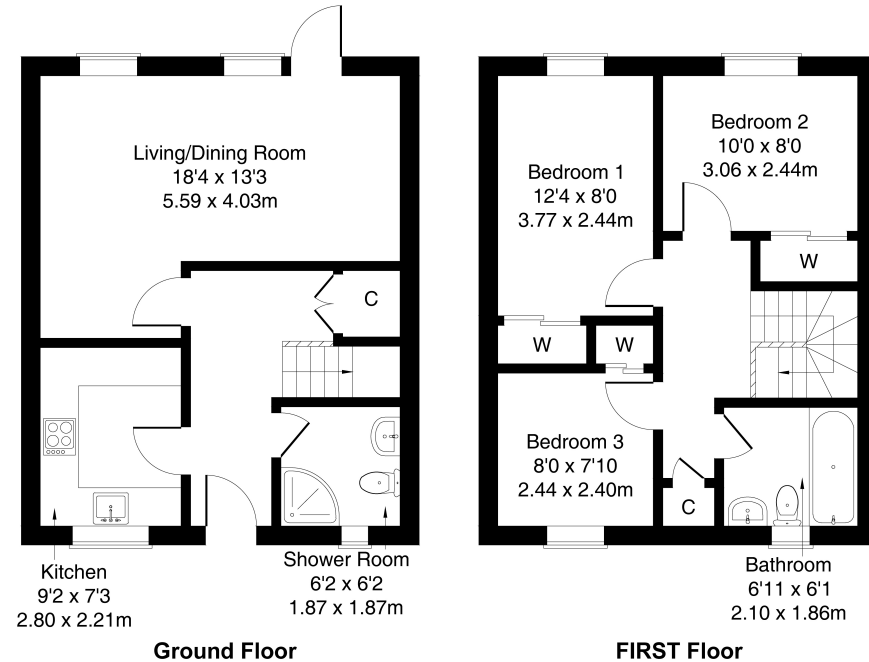 Living/Dining Room
18'4 x 13'3
5.59 x 4.03m
C
Kitchen
9'2 x 7'3
2.80 x 2.21m
Shower Room
6'2 x 6'2
1.87 x 1.87m
Ground Floor
Bedroom 1
12'4 x 8'0
3.77 x 2.44m
Bedroom 2
10'0 x 8'0
3.06 x 2.44m
W
W
W
Bedroom 3
8'0 x 7'10
2.44 x 2.40m
C
Bathroom
6'11 x 6'1
2.10 x 1.86m
FIRST Floor